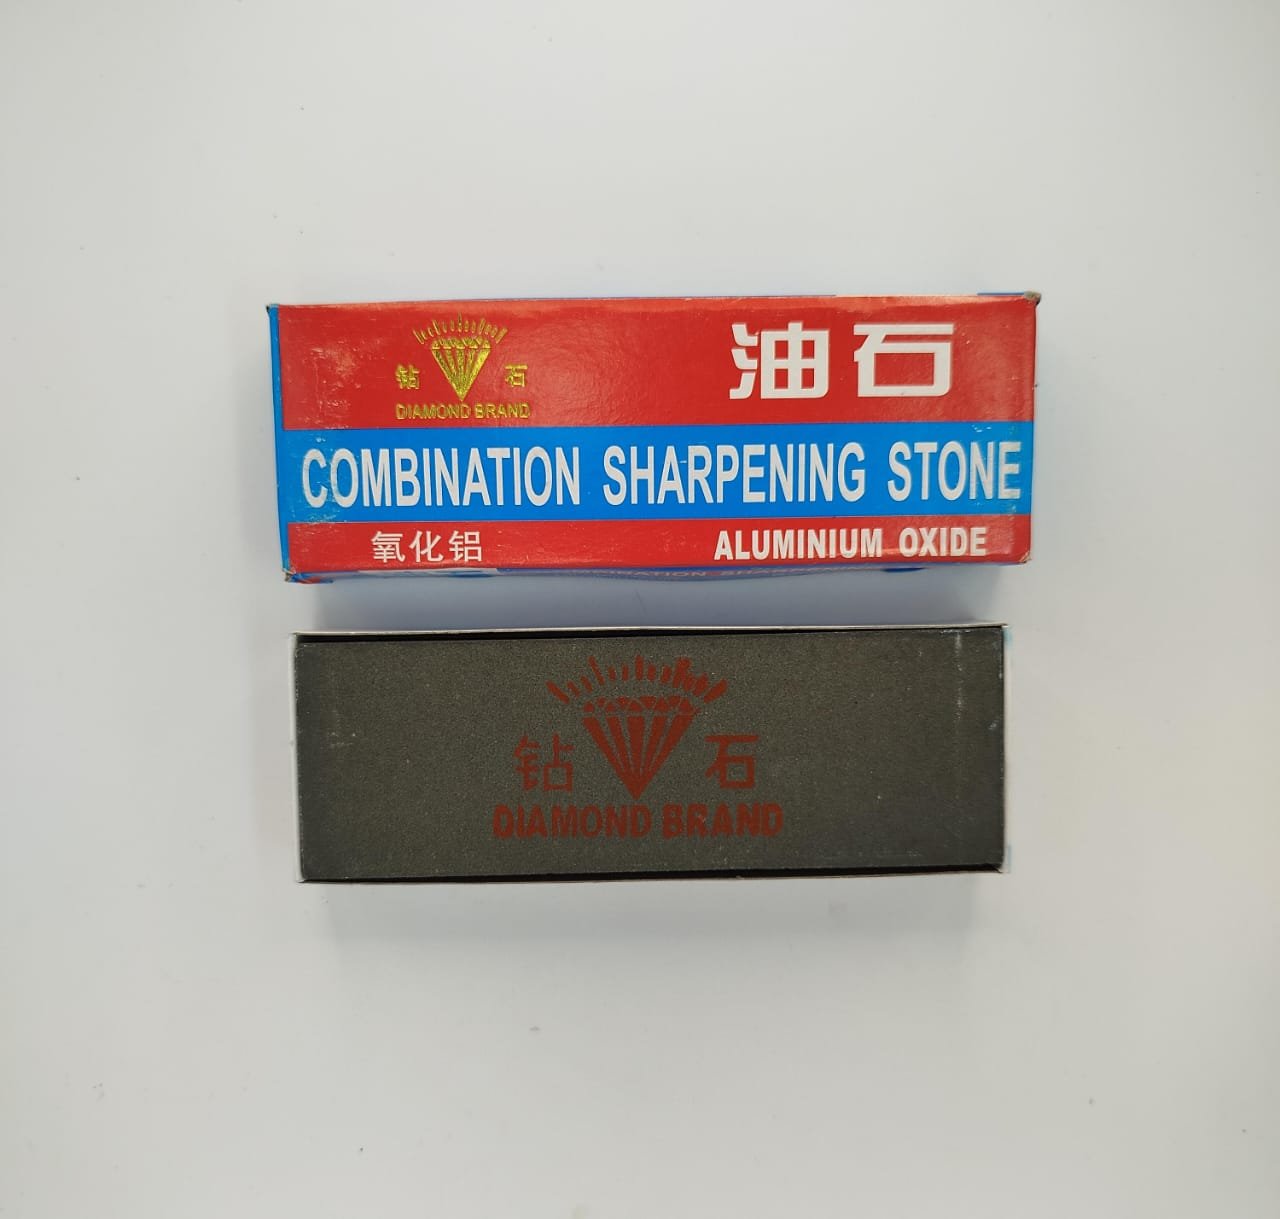 钻 石
DIAMOND BRAND
油石
COMBINATION SHARPENING STONE
氧化铝
ALUMINIUM OXIDE
钻 石
DIAMOND BRAND